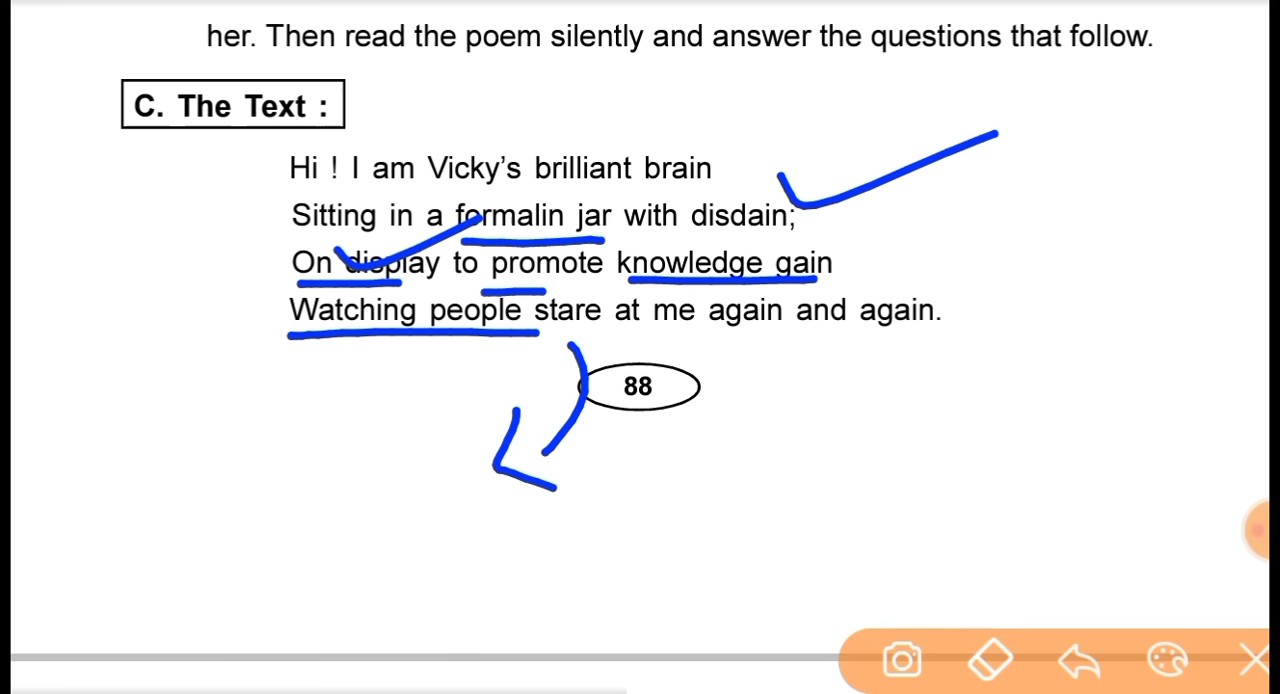 her. Then read the poem silently and answer the questions that follow.
C. The Text :
Hi ! I am Vicky’s brilliant brain
Sitting in a formalin jar with disdain;
On display to promote knowledge gain
Watching people stare at me again and again.
88